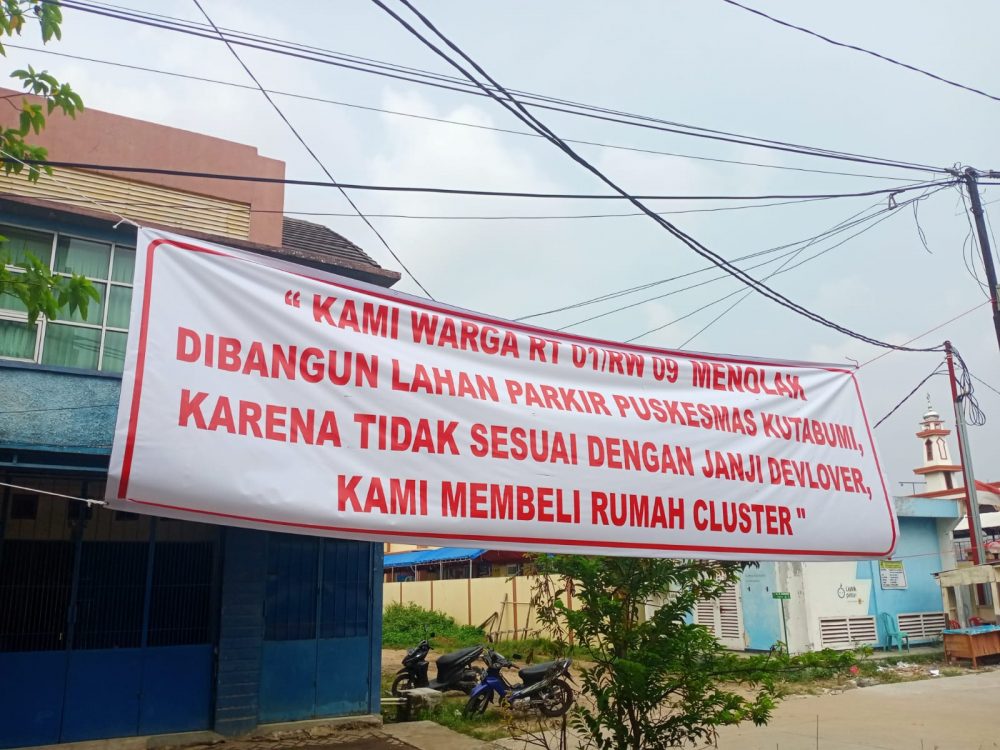 “ KAMI WARGA RT 01/RW 09 MENOLAK
DIBANGUN LAHAN PARKIR PUSKESMAS KUTABUMI,
KARENA TIDAK SESUAI DENGAN JANJI DEVLOVER,
KAMI MEMBELI RUMAH CLUSTER "